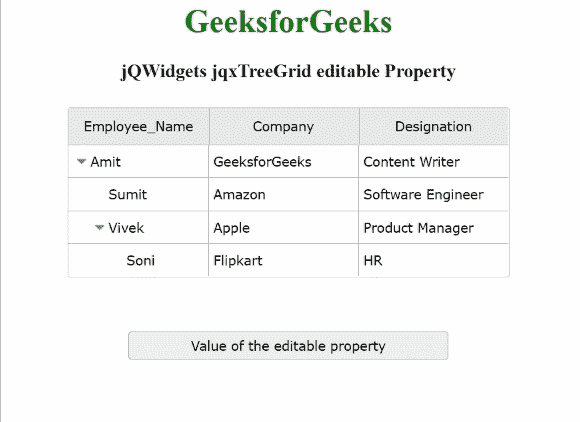 GeeksforGeeks
jQWidgets jqxTreeGrid editable Property
Employee_Name Company Designation
Amit GeeksforGeeks Content Writer
Sumit Amazon Software Engineer
Vivek Apple Product Manager
Soni Flipkart HR
Value of the editable property